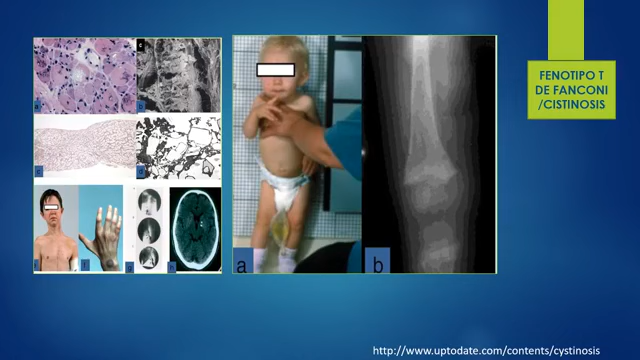 FENOTIPO T
DE FANCONI
/CISTINOSIS
a
b
http://www.uptodate.com/contents/cystinosis